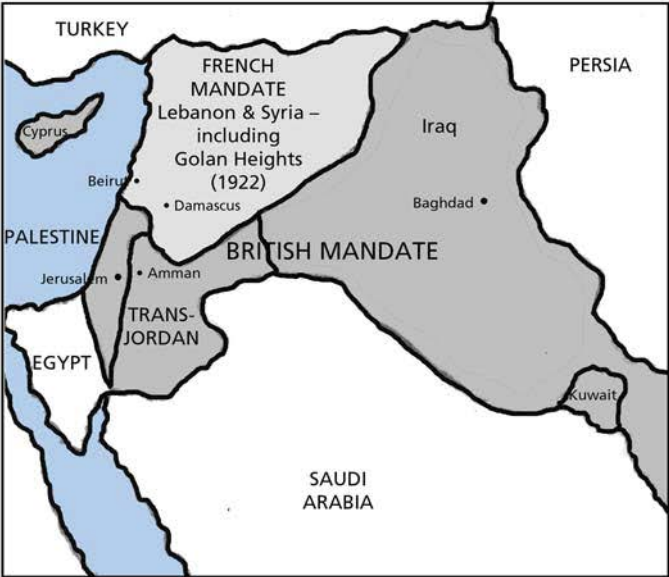 TURKEY
FRENCH
MANDATE
Lebanon & Syria –
including
Golan Heights
(1922)
PERSIA
Cyprus
Iraq
Beirut
Damascus
Baghdad
PALESTINE
BRITISH MANDATE
Jerusalem
Amman
TRANS-
JORDAN
EGYPT
Kuwait
SAUDI
ARABIA